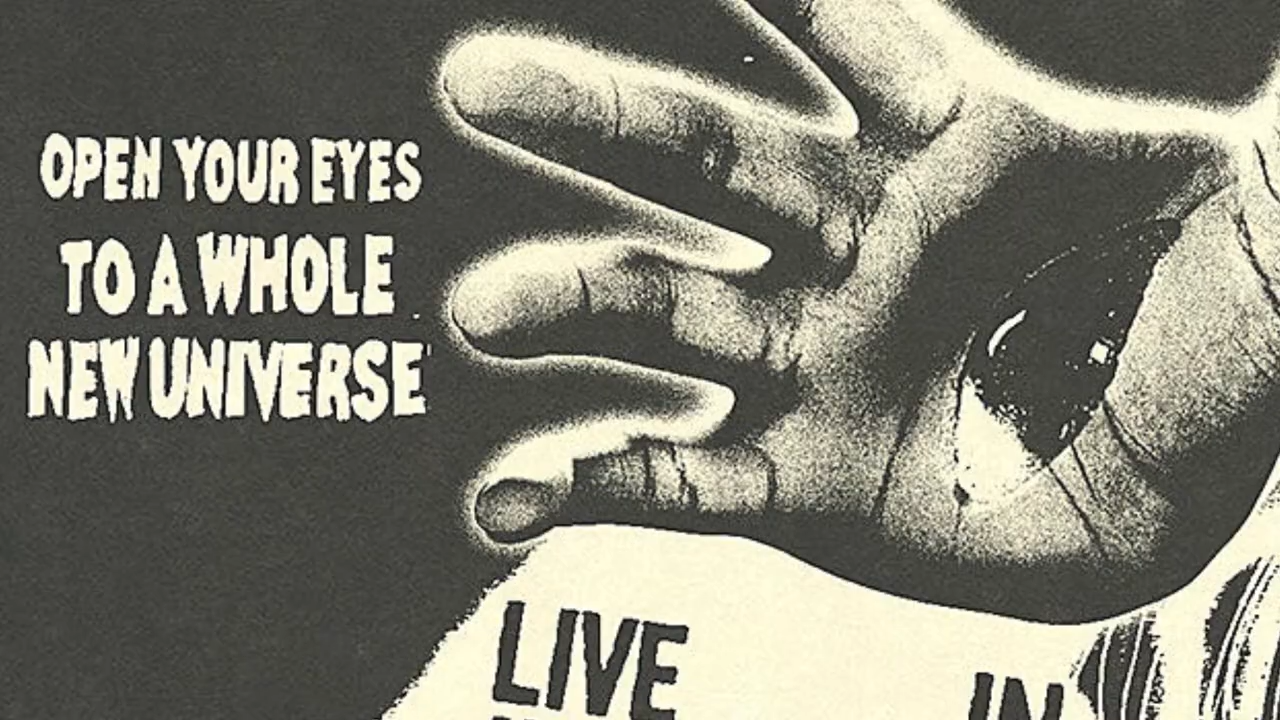 OPEN YOUR EYES
TO A WHOLE
NEW UNIVERSE
LIVE
IN